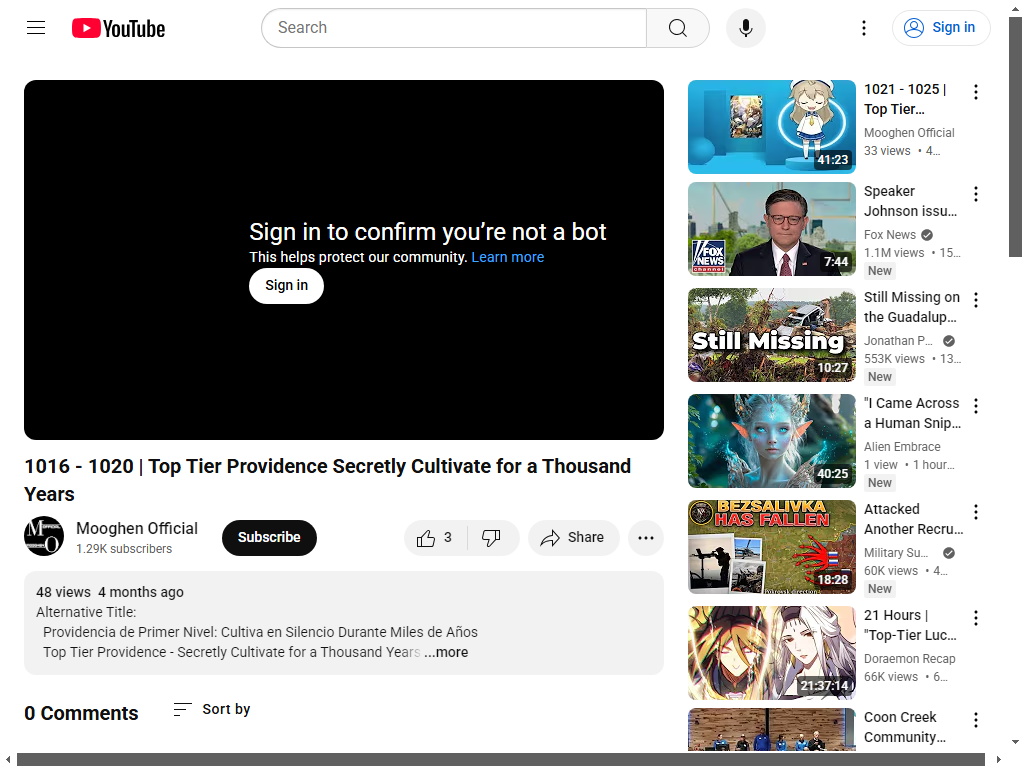 YouTube
Search
Sign in
Sign in to confirm you’re not a bot
This helps protect our community. Learn more
Sign in
1016 - 1020 | Top Tier Providence Secretly Cultivate for a Thousand
Years
Mooghen Official
1.29K subscribers
Subscribe
3
Share
...
48 views 4 months ago
Alternative Title:
Providencia de Primer Nivel: Cultiva en Silencio Durante Miles de Años
Top Tier Providence - Secretly Cultivate for a Thousand Years ...more
0 Comments
Sort by
41:23
1021 - 1025 |
Top Tier...
Mooghen Official
33 views • 4...
FOX
NEWS
channel
7:44
Speaker
Johnson issu...
Fox News
1.1M views • 15...
New
Still Missing
10:27
Still Missing on
the Guadalup...
Jonathan P...
553K views • 13...
New
40:25
"I Came Across
a Human Snip...
Alien Embrace
1 view • 1 hour...
New
BEZSALIVKA
HAS FALLEN
Pokrovsk direction
18:28
Attacked
Another Recru...
Military Su...
60K views • 4...
New
21:37:14
21 Hours |
"Top-Tier Luc...
Doraemon Recap
66K views • 6...
Coon Creek
Community...